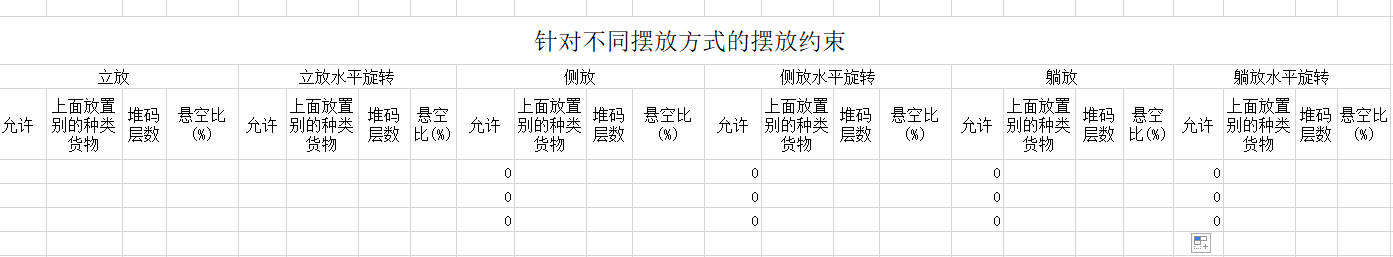 针对不同摆放方式的摆放约束
立放 立放水平旋转 侧放 侧放水平旋转 躺放 躺放水平旋转
允许 上面放置别的种类货物 堆码层数 悬空比(%) 允许 上面放置别的种类货物 堆码层数 悬空比(%) 允许 上面放置别的种类货物 堆码层数 悬空比(%) 允许 上面放置别的种类货物 堆码层数 悬空比(%) 允许 上面放置别的种类货物 堆码层数 悬空比(%) 允许 上面放置别的种类货物 堆码层数 悬空比(%)
0 0 0 0
0 0 0 0
0 0 0 0